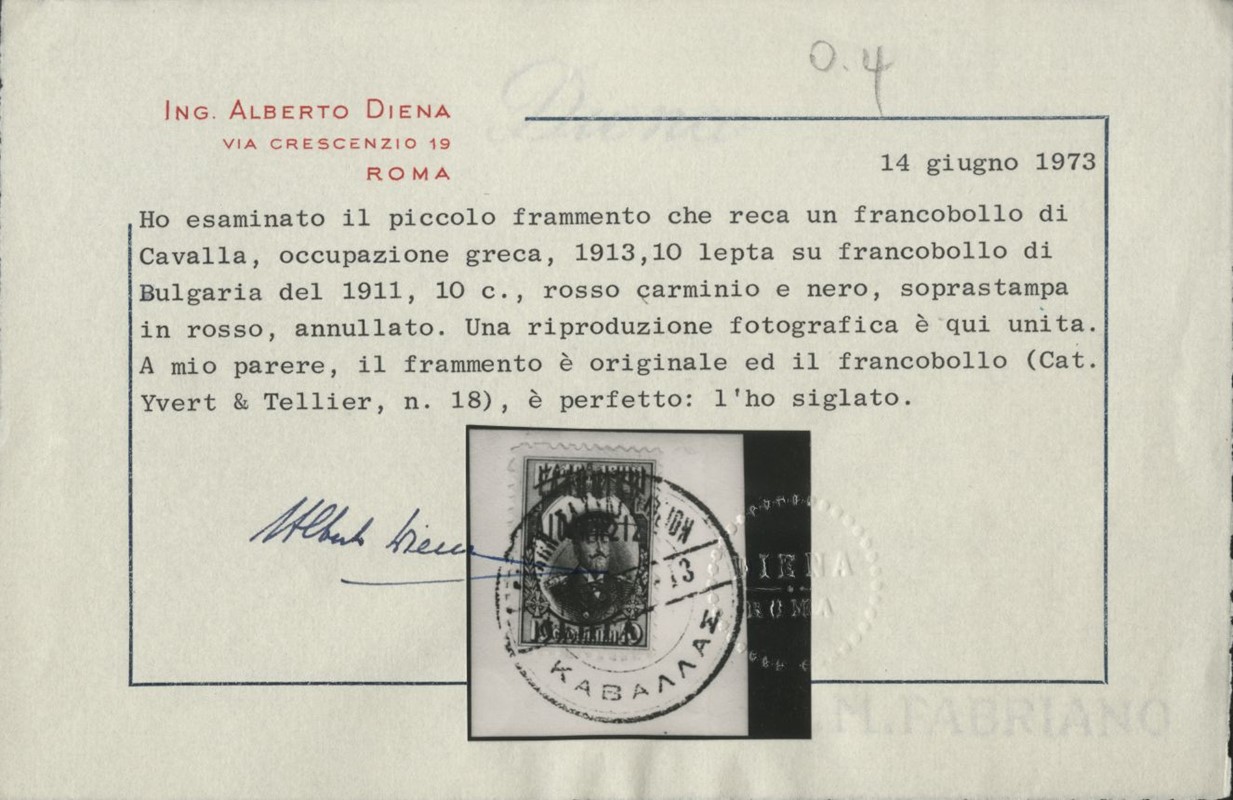 O.4
ING. ALBERTO DIENA
VIA CRESCENZIO 19
ROMA
14 giugno 1973
Ho esaminato il piccolo frammento che reca un francobollo di
Cavalla, occupazione greca, 1913,10 lepta su francobollo di
Bulgaria del 1911, 10 c., rosso carminio e nero, soprastampa
in rosso, annullato. Una riproduzione fotografica è qui unita.
A mio parere, il frammento è originale ed il francobollo (Cat.
Yvert & Tellier, n. 18), è perfetto: l'ho siglato.
Alberto Diena
13
ΚΑΒΑΛΛΑΣ
DIENA
ROMA
.M.FABRIANO